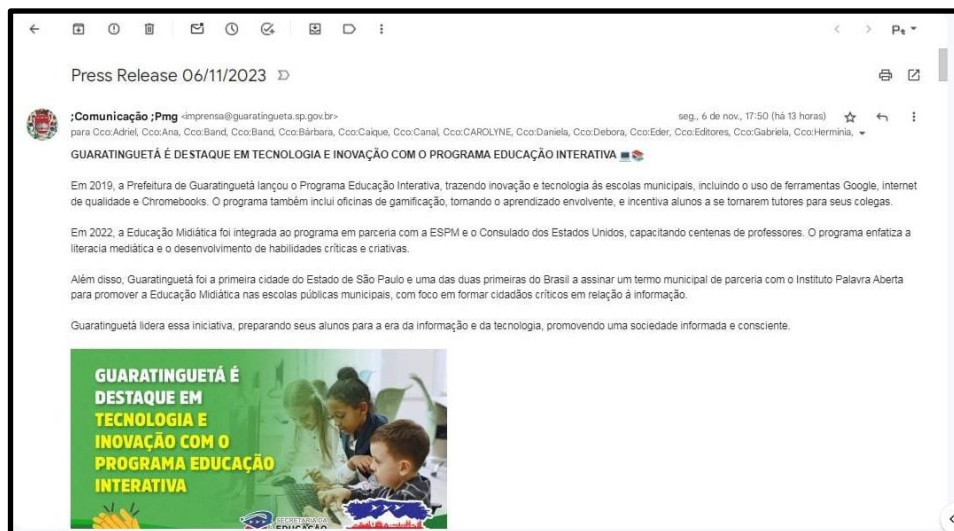 Pt
Press Release 06/11/2023
;Comunicação ;Pmg <imprensa@guaratingueta.sp.gov.br>
seg., 6 de nov., 17:50 (há 13 horas)
para Cco:Adriel, Cco:Ana, Cco:Band, Cco:Band, Cco:Bárbara, Cco:Caique, Cco:Canal, Cco:CAROLYNE, Cco:Daniela, Cco:Debora, Cco:Eder, Cco:Editores, Cco:Gabriela, Cco:Herminia,
GUARATINGUETÁ É DESTAQUE EM TECNOLOGIA E INOVAÇÃO COM O PROGRAMA EDUCAÇÃO INTERATIVA 💻📚
Em 2019, a Prefeitura de Guaratinguetá lançou o Programa Educação Interativa, trazendo inovação e tecnologia às escolas municipais, incluindo o uso de ferramentas Google, internet
de qualidade e Chromebooks. O programa também inclui oficinas de gamificação, tornando o aprendizado envolvente, e incentiva alunos a se tornarem tutores para seus colegas.
Em 2022, a Educação Midiática foi integrada ao programa em parceria com a ESPM e o Consulado dos Estados Unidos, capacitando centenas de professores. O programa enfatiza a
literacia mediática e o desenvolvimento de habilidades críticas e criativas.
Além disso, Guaratinguetá foi a primeira cidade do Estado de São Paulo e uma das duas primeiras do Brasil a assinar um termo municipal de parceria com o Instituto Palavra Aberta
para promover a Educação Midiática nas escolas públicas municipais, com foco em formar cidadãos críticos em relação à informação.
Guaratinguetá lidera essa iniciativa, preparando seus alunos para a era da informação e da tecnologia, promovendo uma sociedade informada e consciente.
GUARATINGUETÁ É
DESTAQUE EM
TECNOLOGIA E
INOVAÇÃO COM O
PROGRAMA EDUCAÇÃO
INTERATIVA
SECRETARIA DA
EDUCAÇÃO